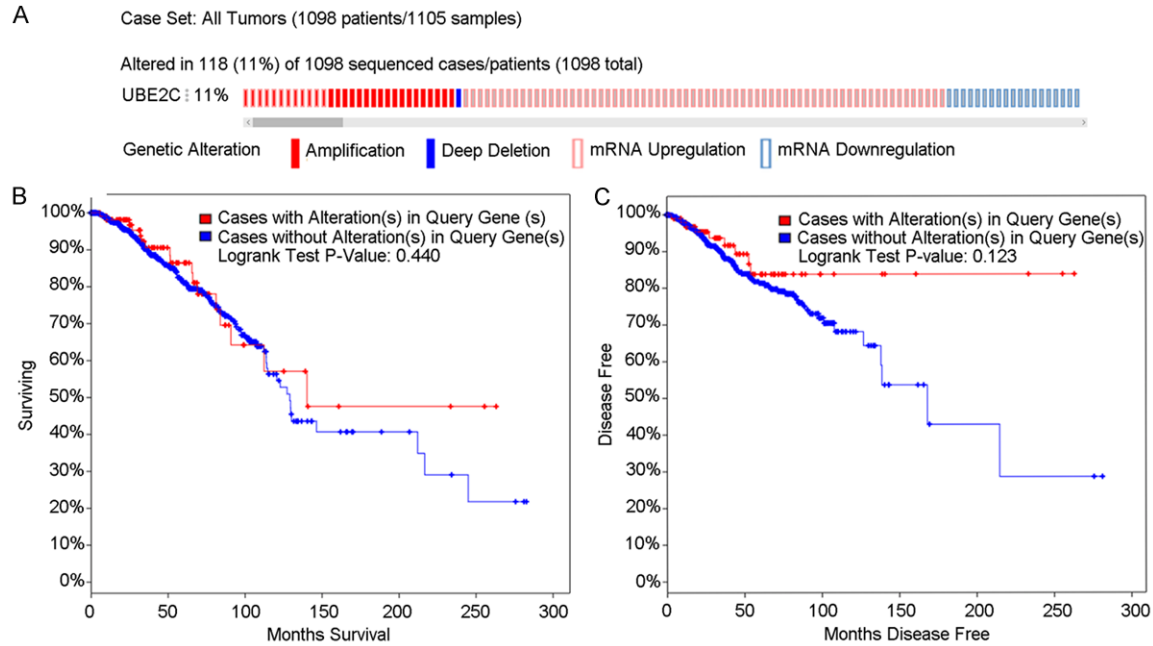 A
Case Set: All Tumors (1098 patients/1105 samples)
Altered in 118 (11%) of 1098 sequenced cases/patients (1098 total)
UBE2C 11%
Genetic Alteration Amplification Deep Deletion mRNA Upregulation mRNA Downregulation
B
100%
90%
80%
70%
60%
50%
40%
30%
20%
10%
0%
Surviving
Cases with Alteration(s) in Query Gene (s)
Cases without Alteration(s) in Query Gene(s)
Logrank Test P-Value: 0.440
0 50 100 150 200 250 300
Months Survival
C
100%
90%
80%
70%
60%
50%
40%
30%
20%
10%
0%
Disease Free
Cases with Alteration(s) in Query Gene(s)
Cases without Alteration(s) in Query Gene(s)
Logrank Test P-Value: 0.123
0 50 100 150 200 250 300
Months Disease Free